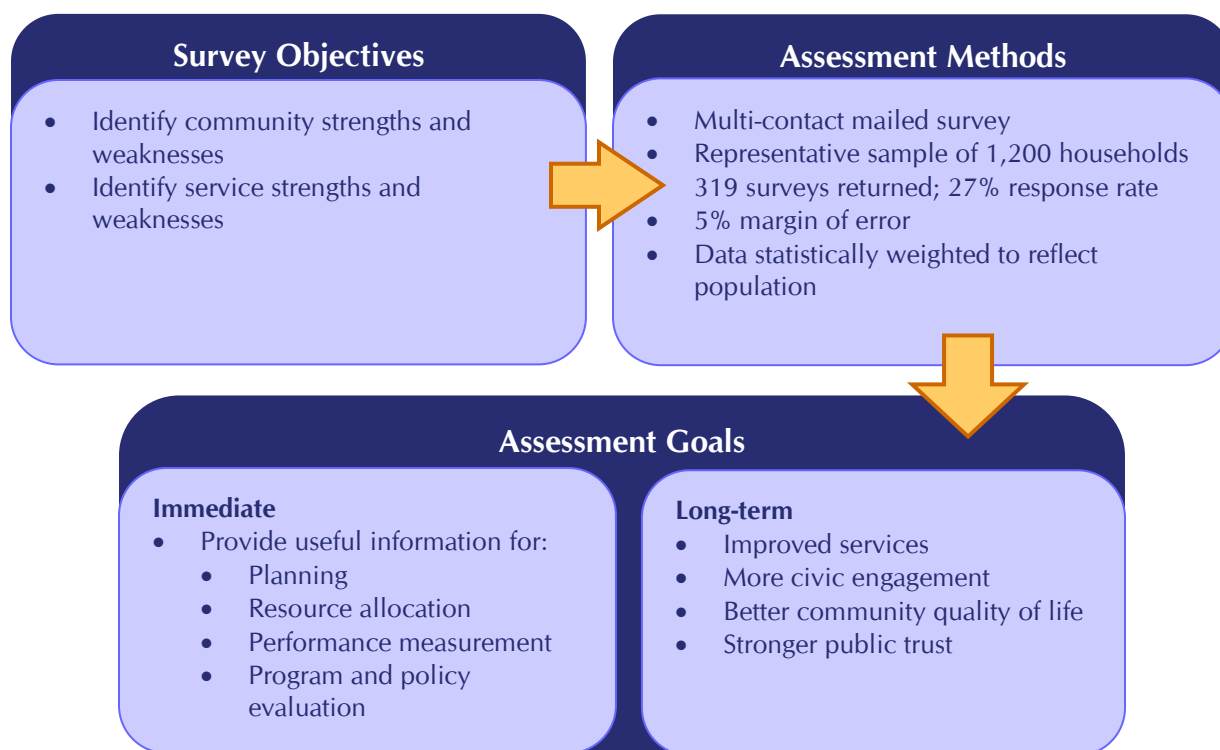 Survey Objectives
• Identify community strengths and
weaknesses
• Identify service strengths and
weaknesses
Assessment Methods
• Multi-contact mailed survey
• Representative sample of 1,200 households
319 surveys returned; 27% response rate
• 5% margin of error
• Data statistically weighted to reflect
population
Assessment Goals
Immediate
• Provide useful information for:
• Planning
• Resource allocation
• Performance measurement
• Program and policy
evaluation
Long-term
• Improved services
• More civic engagement
• Better community quality of life
• Stronger public trust